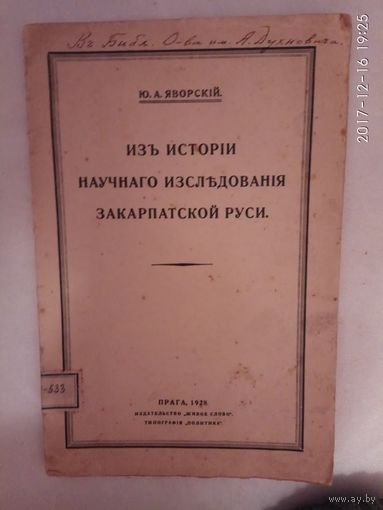 Въ Библ. О-ва им. А. Духновича.
2017-12-16 19:25
Ю. А. ЯВОРСКІЙ.
ИЗЪ ИСТОРІИ
НАУЧНАГО ИЗСЛѢДОВАНІЯ
ЗАКАРПАТСКОЙ РУСИ.
-533
ПРАГА, 1928
ИЗДАТЕЛЬСТВО „ЖИВОЕ СЛОВО“.
ТИПОГРАФІЯ „ПОЛИТИКА“.
www.ay.by